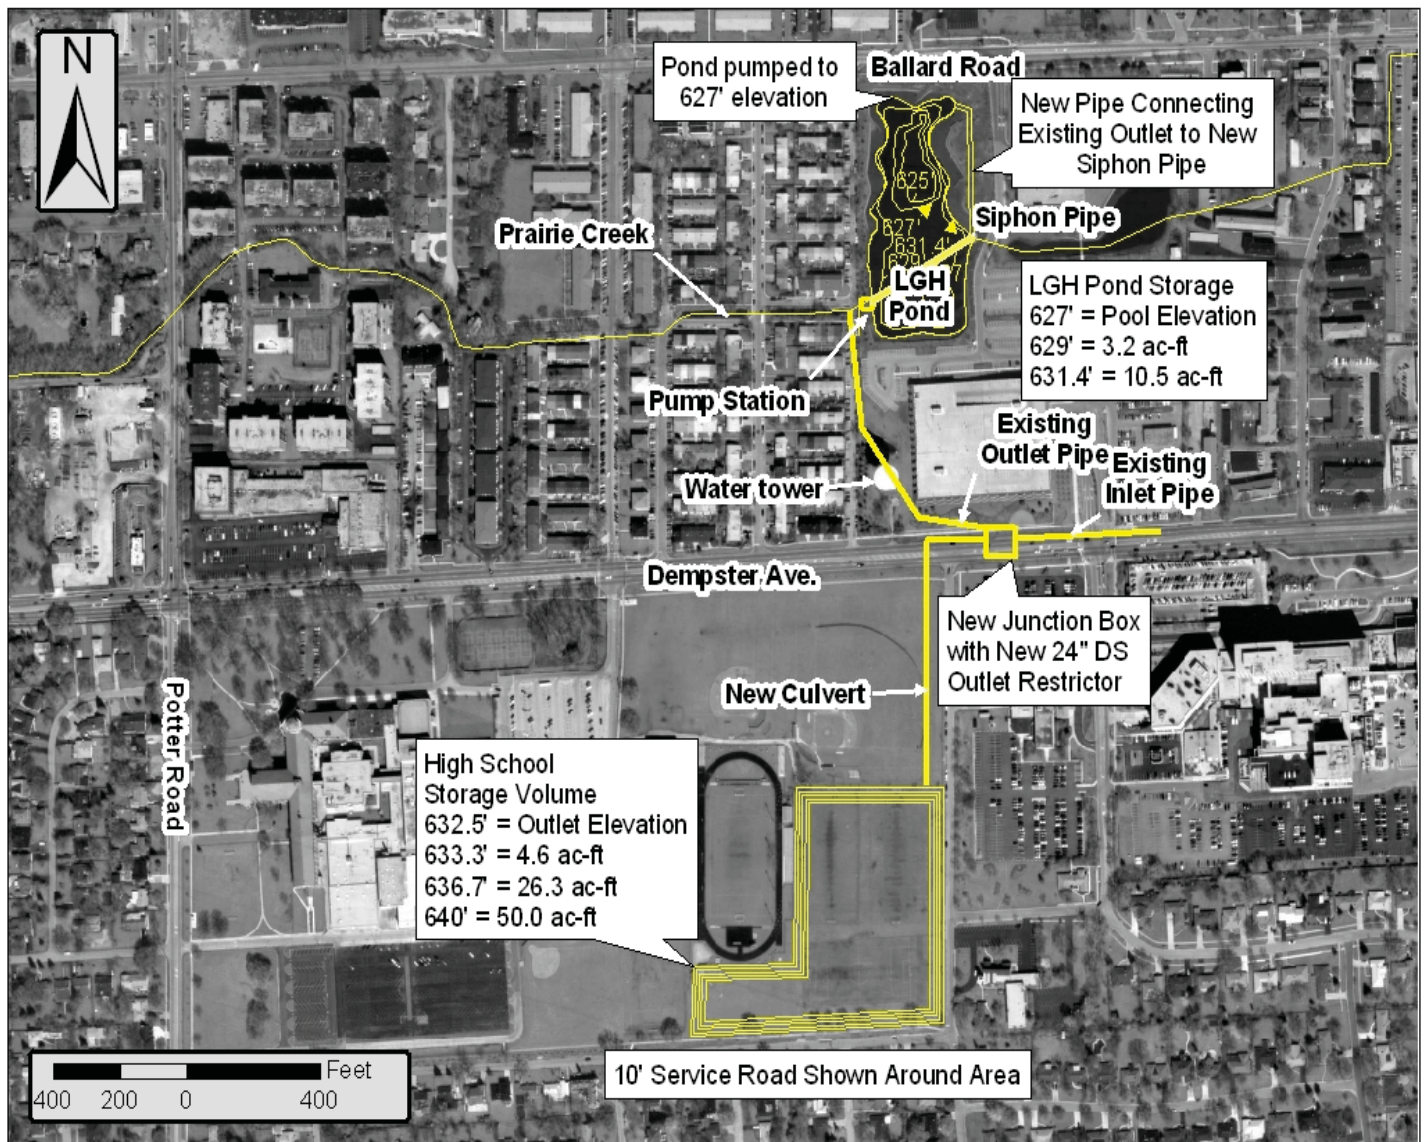 N
Pond pumped to
627' elevation
Ballard Road
New Pipe Connecting
Existing Outlet to New
Siphon Pipe
625
Siphon Pipe
Prairie Creek
627'
631.4'
LGH
Pond
LGH Pond Storage
627' = Pool Elevation
629' = 3.2 ac-ft
631.4' = 10.5 ac-ft
Pump Station
Existing
Outlet Pipe
Existing
Inlet Pipe
Water tower
Dempster Ave.
New Junction Box
with New 24" DS
Outlet Restrictor
New Culvert
Potter Road
High School
Storage Volume
632.5' = Outlet Elevation
633.3' = 4.6 ac-ft
636.7' = 26.3 ac-ft
640' = 50.0 ac-ft
10' Service Road Shown Around Area
Feet
400 200 0 400